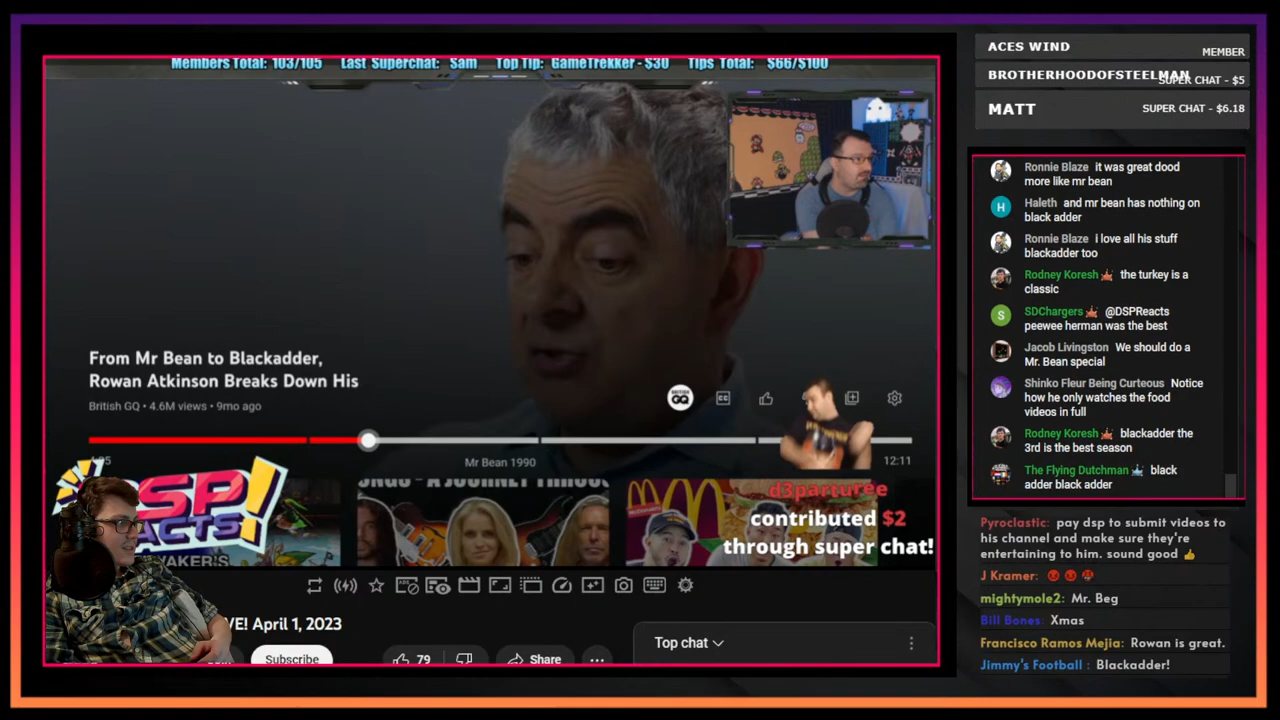 Members Total: 103/105 Last Superchat: Sam Top Tip: GameTrekker - $30 Tips Total: $66/$100
From Mr Bean to Blackadder,
Rowan Atkinson Breaks Down His
British GQ • 4.6M views • 9mo ago
BRITISH
GQ
CC
Mr Bean 1990
12:11
DSP
REACTS!
A JOURNEY THROUGH
d3parturee
contributed $2
through super chat!
VE! April 1, 2023
Subscribe
79
Share
Top chat
ACES WIND
MEMBER
BROTHERHOODOFSTEELMAN
SUPER CHAT - $5
MATT
SUPER CHAT - $6.18
Ronnie Blaze it was great dood
more like mr bean
H
Haleth and mr bean has nothing on
black adder
Ronnie Blaze i love all his stuff
blackadder too
Rodney Koresh the turkey is a
classic
S
SDChargers @DSPReacts
peewee herman was the best
Jacob Livingston We should do a
Mr. Bean special
Shinko Fleur Being Curteous Notice
how he only watches the food
videos in full
Rodney Koresh blackadder the
3rd is the best season
The Flying Dutchman black
adder black adder
Pyroclastic: pay dsp to submit videos to
his channel and make sure they're
entertaining to him. sound good 👍
J Kramer:
mightymole2: Mr. Beg
Bill Bones: Xmas
Francisco Ramos Mejia: Rowan is great.
Jimmy's Football : Blackadder!